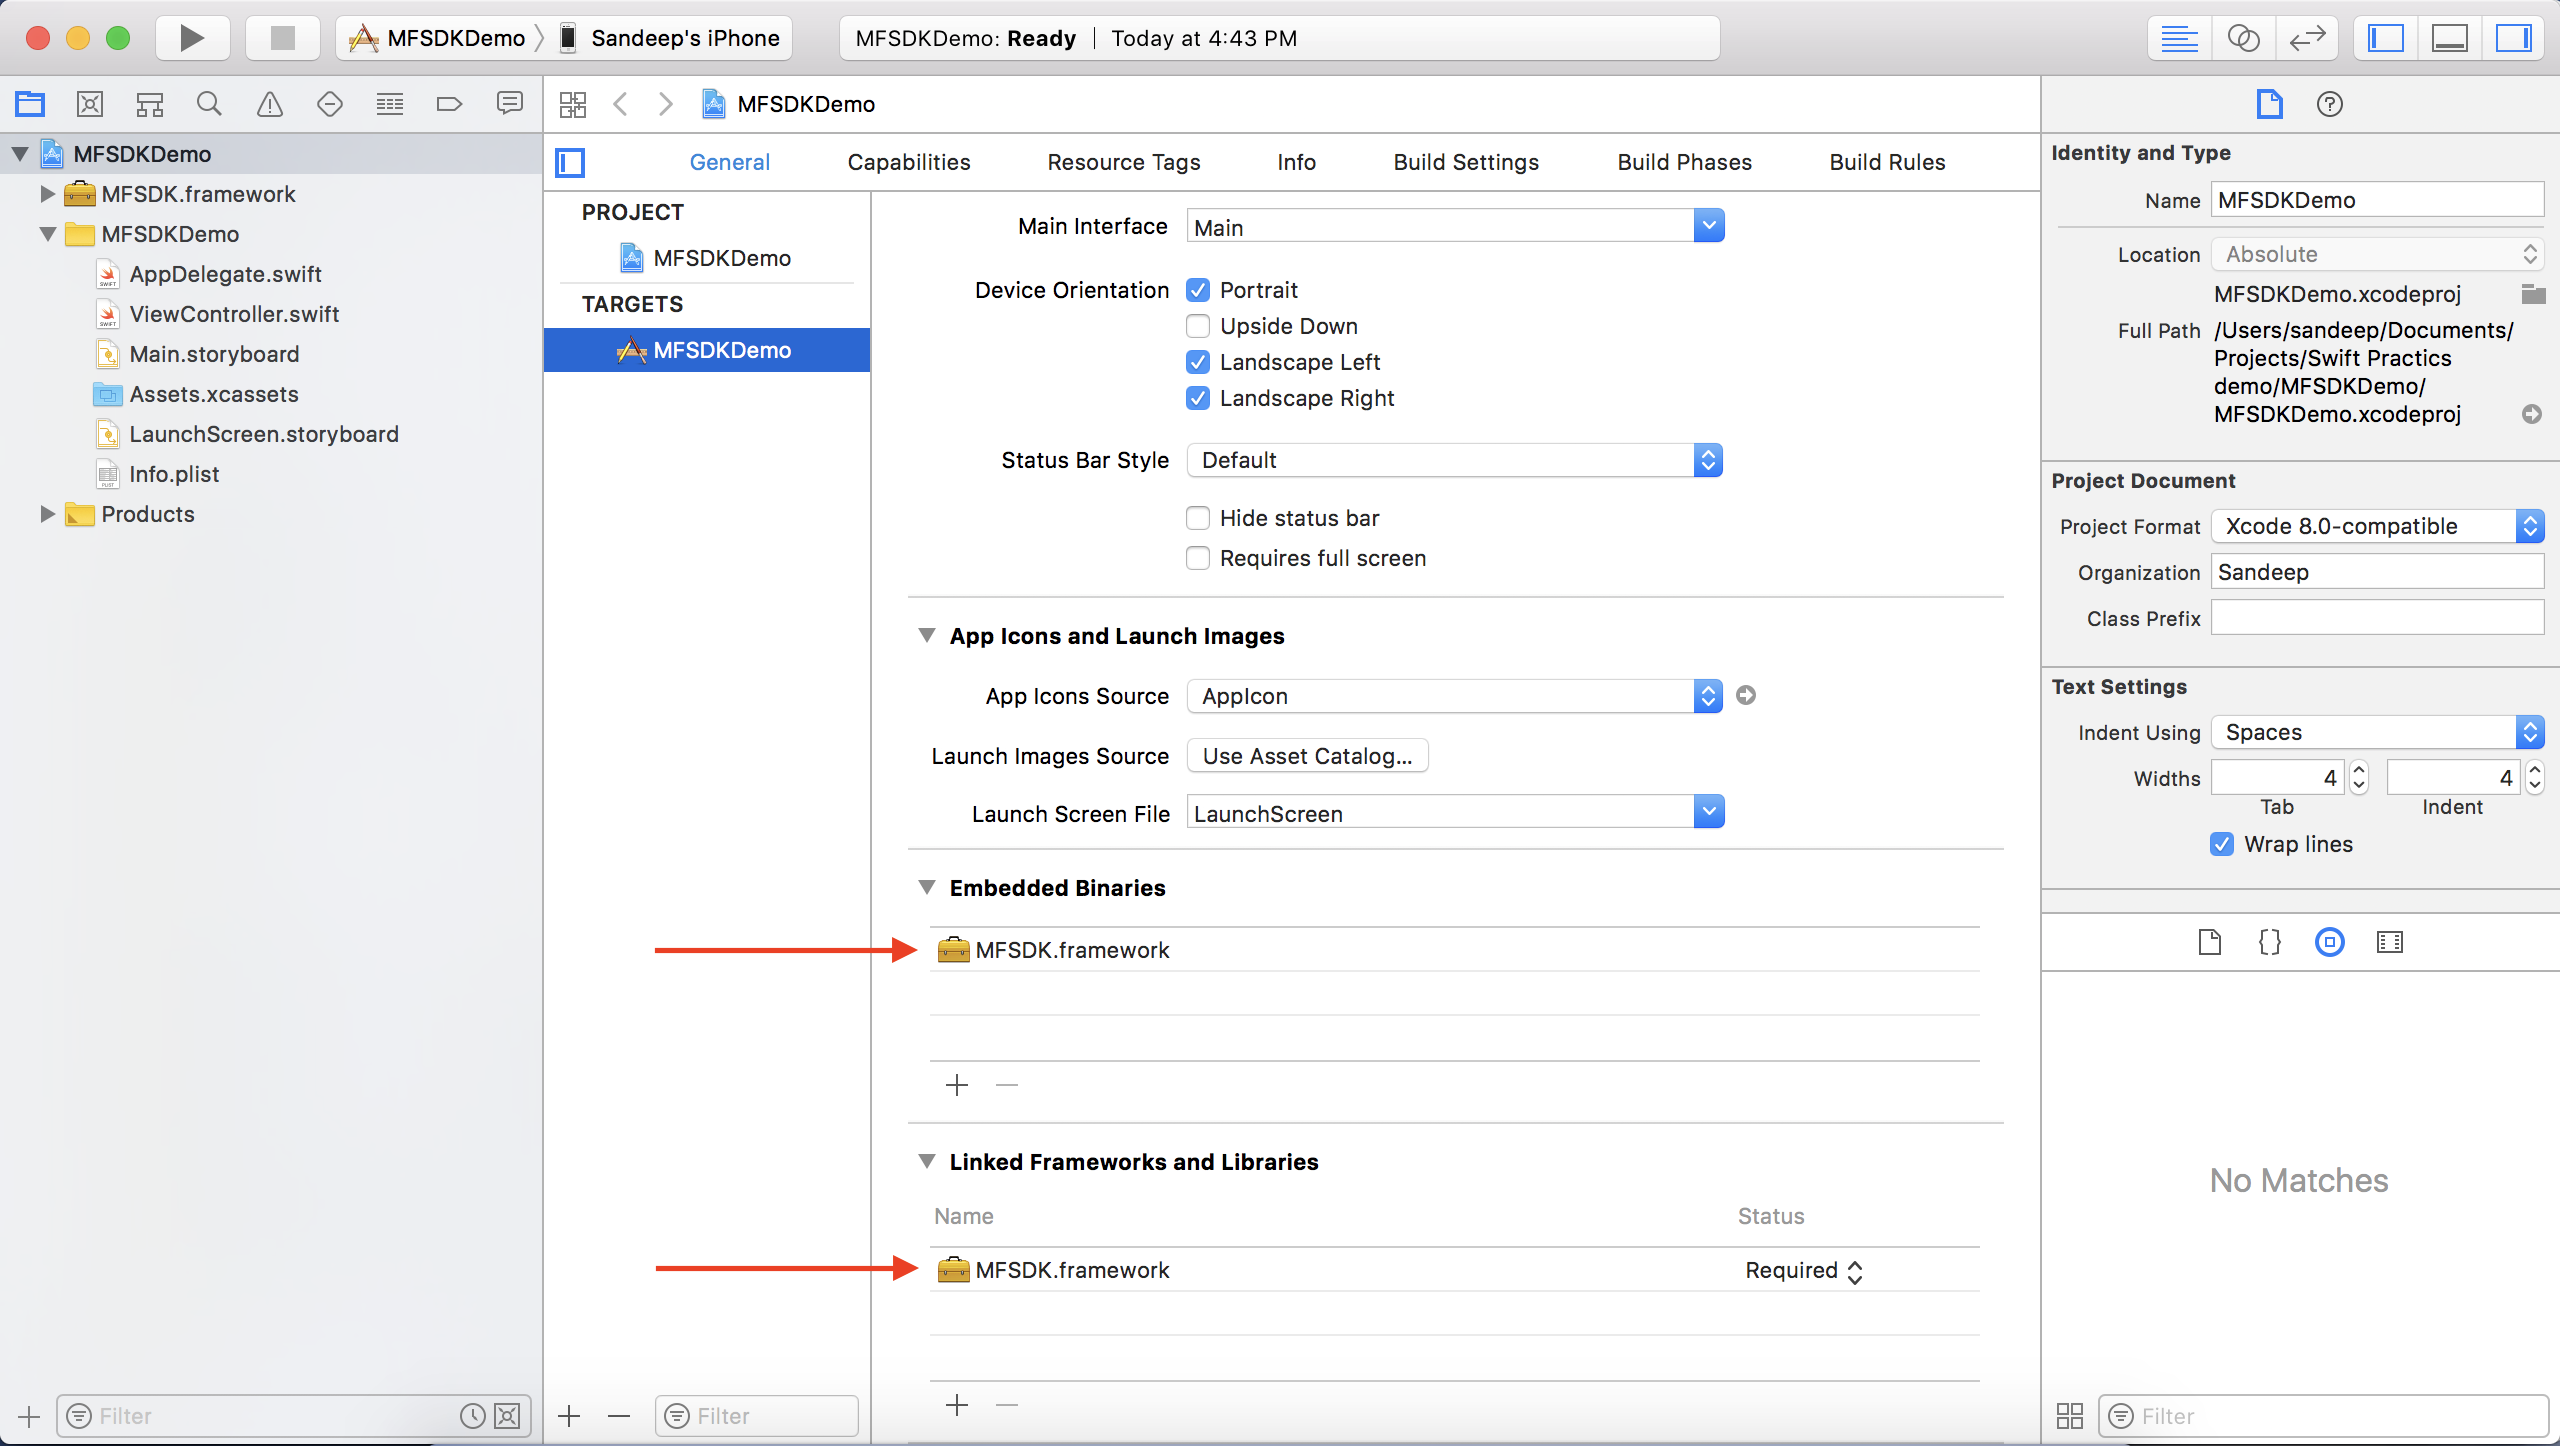 MFSDKDemo
Sandeep's iPhone
MFSDKDemo: Ready | Today at 4:43 PM
MFSDKDemo
MFSDK.framework
MFSDKDemo
AppDelegate.swift
ViewController.swift
Main.storyboard
Assets.xcassets
LaunchScreen.storyboard
Info.plist
Products
Filter
MFSDKDemo
General Capabilities Resource Tags Info Build Settings Build Phases Build Rules
PROJECT
MFSDKDemo
TARGETS
MFSDKDemo
Filter
Main Interface Main
Device Orientation Portrait
Upside Down
Landscape Left
Landscape Right
Status Bar Style Default
Hide status bar
Requires full screen
App Icons and Launch Images
App Icons Source AppIcon
Launch Images Source Use Asset Catalog...
Launch Screen File LaunchScreen
Embedded Binaries
MFSDK.framework
Linked Frameworks and Libraries
Name Status
MFSDK.framework Required
Identity and Type
Name MFSDKDemo
Location Absolute
MFSDKDemo.xcodeproj
Full Path /Users/sandeep/Documents/
Projects/Swift Practics
demo/MFSDKDemo/
MFSDKDemo.xcodeproj
Project Document
Project Format Xcode 8.0-compatible
Organization Sandeep
Class Prefix
Text Settings
Indent Using Spaces
Widths 4 4
Tab Indent
Wrap lines
No Matches
Filter